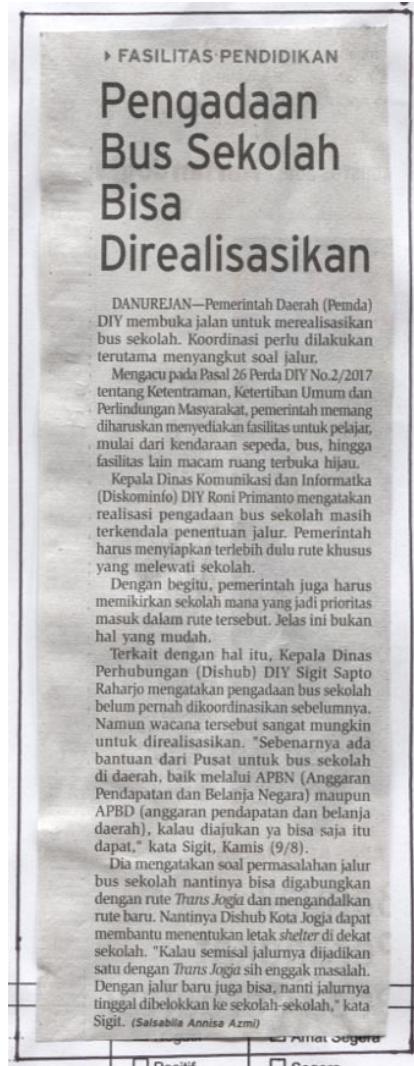 FASILITAS PENDIDIKAN
Pengadaan
Bus Sekolah
Bisa
Direalisasikan
DANUREJAN—Pemerintah Daerah (Pemda)
DIY membuka jalan untuk merealisasikan
bus sekolah. Koordinasi perlu dilakukan
terutama menyangkut soal jalur.
Mengacu pada Pasal 26 Perda DIY No.2/2017
tentang Ketentraman, Ketertiban Umum dan
Perlindungan Masyarakat, pemerintah memang
diharuskan menyediakan fasilitas untuk pelajar,
mulai dari kendaraan sepeda, bus, hingga
fasilitas lain macam ruang terbuka hijau.
Kepala Dinas Komunikasi dan Informatka
(Diskominfo) DIY Roni Primanto mengatakan
realisasi pengadaan bus sekolah masih
terkendala penentuan jalur. Pemerintah
harus menyiapkan terlebih dulu rute khusus
yang melewati sekolah.
Dengan begitu, pemerintah juga harus
memikirkan sekolah mana yang jadi prioritas
masuk dalam rute tersebut. Jelas ini bukan
hal yang mudah.
Terkait dengan hal itu, Kepala Dinas
Perhubungan (Dishub) DIY Sigit Sapto
Raharjo mengatakan pengadaan bus sekolah
belum pernah dikoordinasikan sebelumnya.
Namun wacana tersebut sangat mungkin
untuk direalisasikan. "Sebenarnya ada
bantuan dari Pusat untuk bus sekolah
di daerah, baik melalui APBN (Anggaran
Pendapatan dan Belanja Negara) maupun
APBD (anggaran pendapatan dan belanja
daerah), kalau diajukan ya bisa saja itu
dapat," kata Sigit, Kamis (9/8).
Dia mengatakan soal permasalahan jalur
bus sekolah nantinya bisa digabungkan
dengan rute Trans Jogja dan mengandalkan
rute baru. Nantinya Dishub Kota Jogja dapat
membantu menentukan letak shelter di dekat
sekolah. "Kalau semisal jalurnya dijadikan
satu dengan Trans Jogja sih enggak masalah.
Dengan jalur baru juga bisa, nanti jalurnya
tinggal dibelokkan ke sekolah-sekolah," kata
Sigit. (Salsabila Annisa Azmi)
Amat Segera